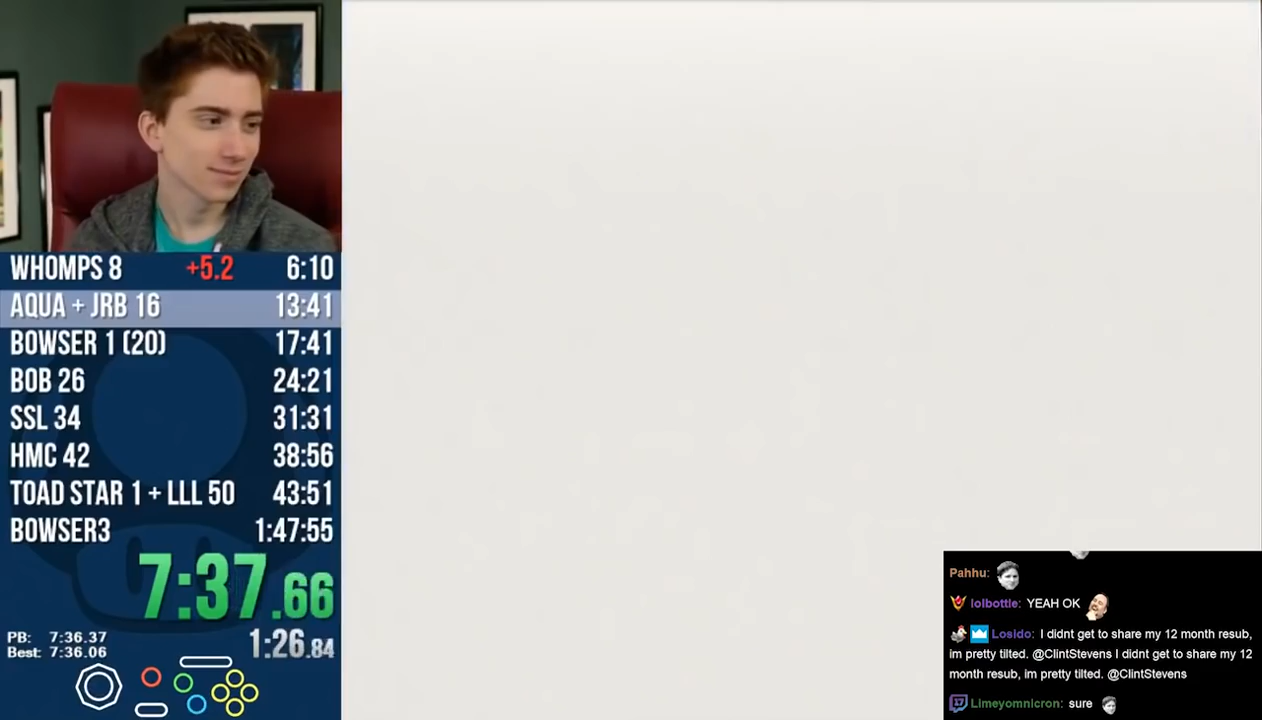 WHOMPS 8 +5.2 6:10
AQUA + JRB 16 13:41
BOWSER 1 (20) 17:41
BOB 26 24:21
SSL 34 31:31
HMC 42 38:56
TOAD STAR 1 + LLL 50 43:51
BOWSER3 1:47:55
7:37.66
PB: 7:36.37
Best: 7:36.06
1:26.84
Pahhu:
lolbottle: YEAH OK
Losido: I didnt get to share my 12 month resub,
im pretty tilted. @ClintStevens I didnt get to share my 12
month resub, im pretty tilted. @ClintStevens
17 Limeyomnicron: sure